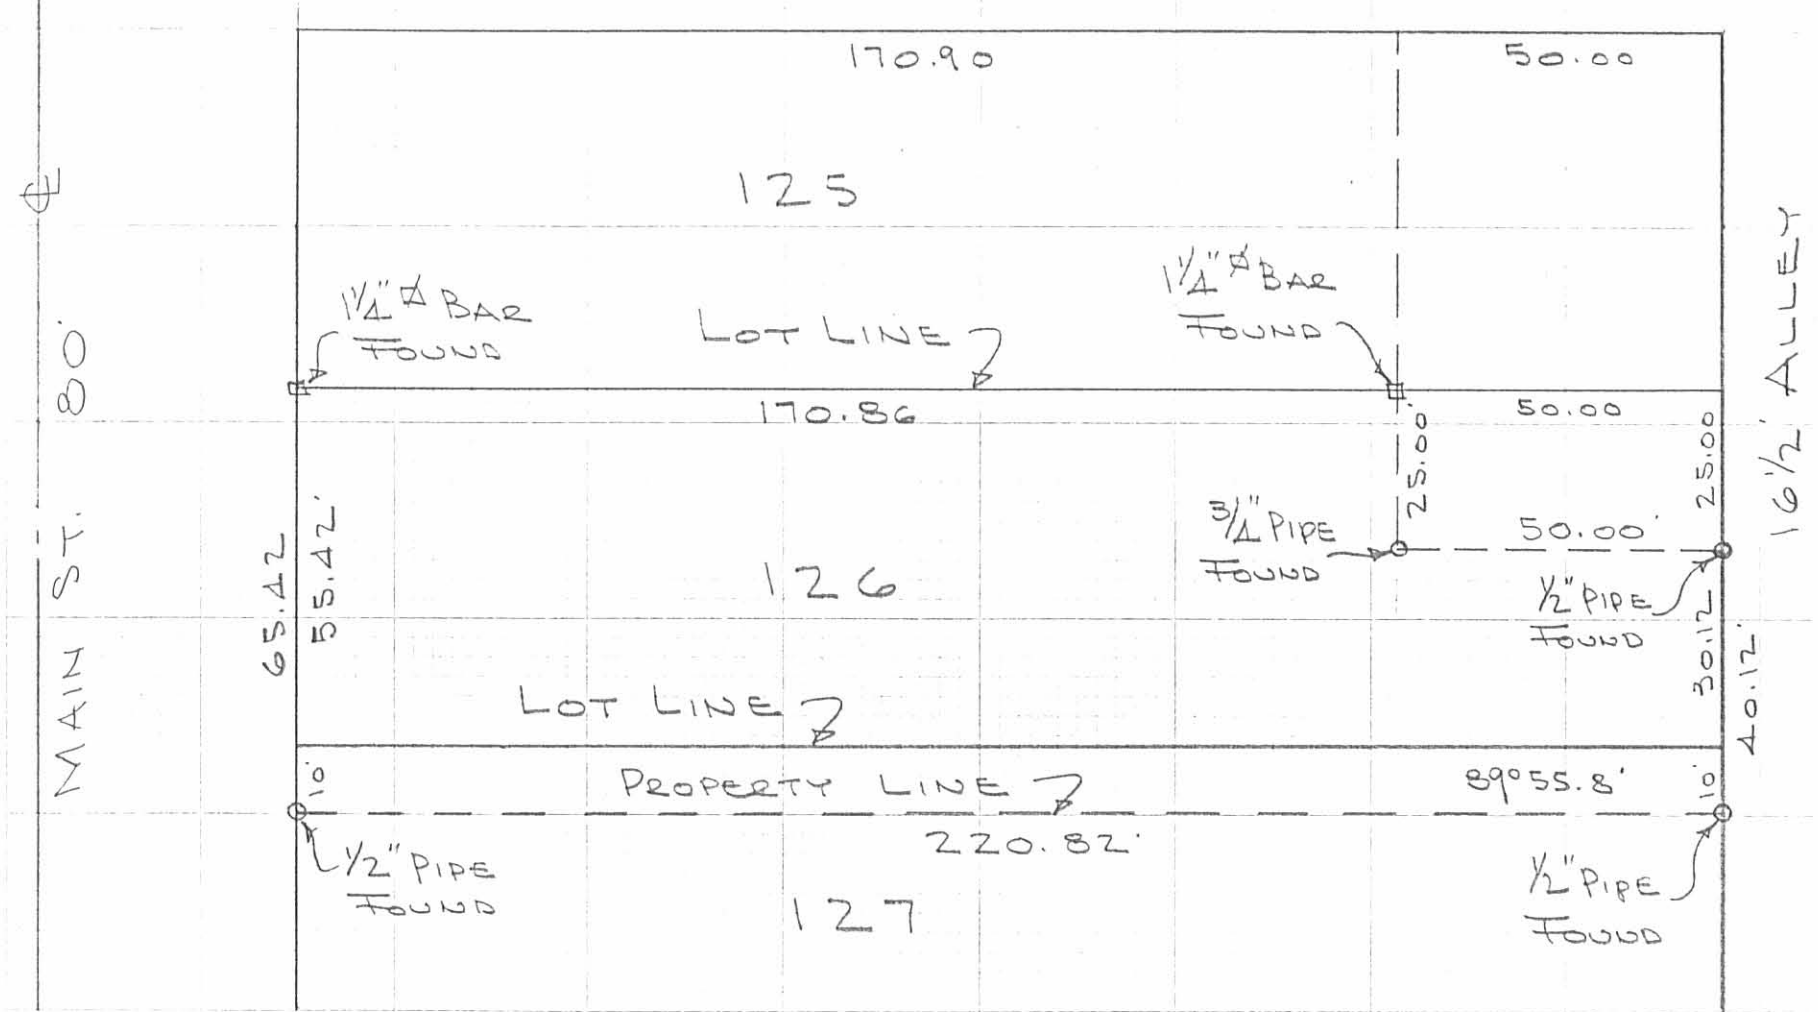 170.90
50.00
125
℄
MAIN ST. 80'
16½' ALLEY
1¼" ⌀ BAR
FOUND
LOT LINE
1¼" ⌀ BAR
FOUND
170.86
50.00
25.00'
25.00
65.42
55.42'
126
3/4" PIPE
FOUND
50.00'
½" PIPE
FOUND
30.12
40.12'
LOT LINE
10'
PROPERTY LINE
89°55.8'
10'
220.82'
½" PIPE
FOUND
127
½" PIPE
FOUND